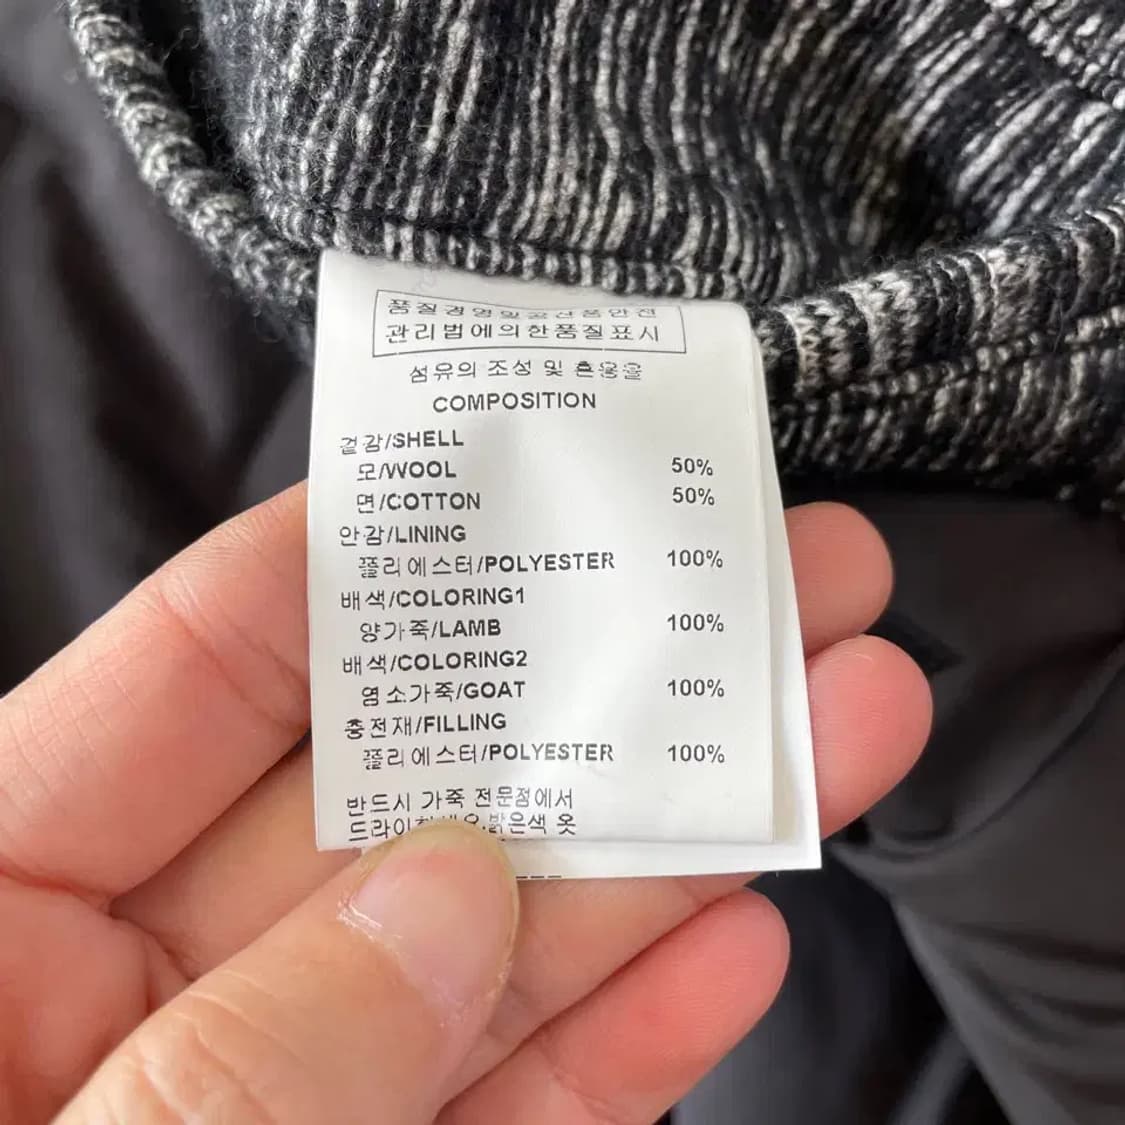 품질경영및공산품안전
관리법에의한품질표시
섬유의 조성 및 혼용율
COMPOSITION
겉감/SHELL
모/WOOL 50%
면/COTTON 50%
안감/LINING
폴리에스터/POLYESTER 100%
배색/COLORING1
양가죽/LAMB 100%
배색/COLORING2
염소가죽/GOAT 100%
충전재/FILLING
폴리에스터/POLYESTER 100%
반드시 가죽 전문점에서
밝은색 옷